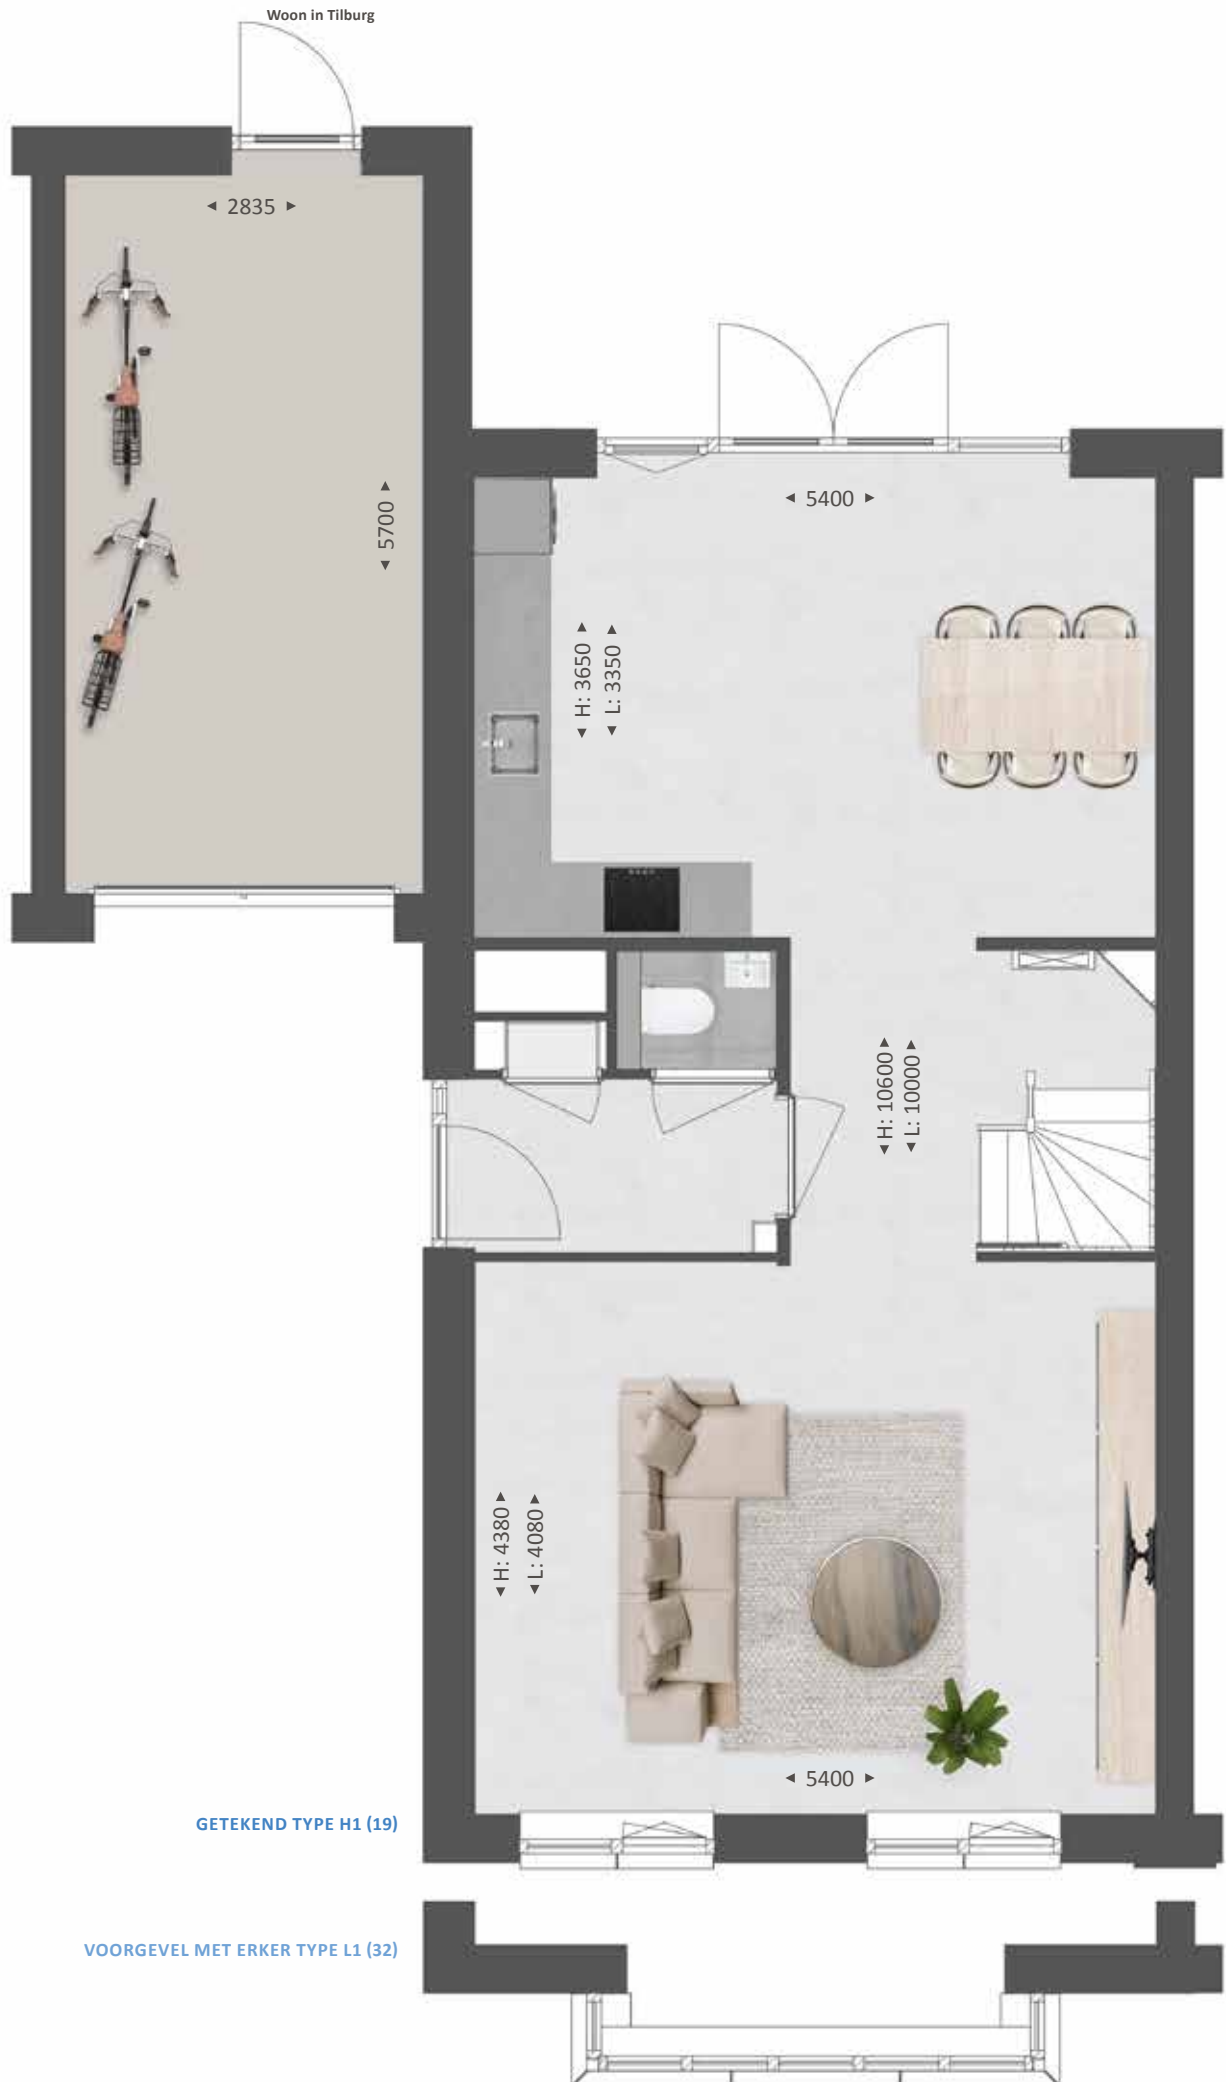 Woon in Tilburg
2835
5700
5400
H: 3650
L: 3350
H: 10600
L: 10000
H: 4380
L: 4080
5400
GETEKEND TYPE H1 (19)
VOORGEVEL MET ERKER TYPE L1 (32)